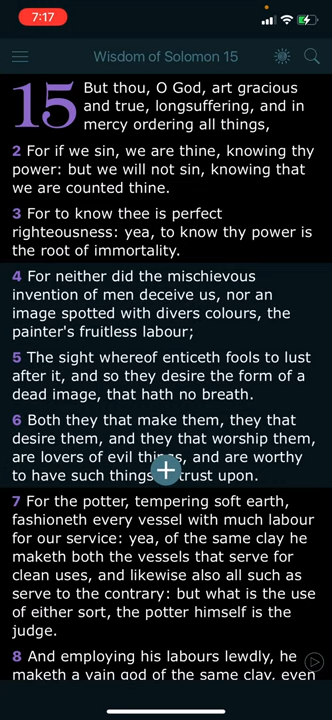 7:17
Wisdom of Solomon 15
15 But thou, O God, art gracious
and true, longsuffering, and in
mercy ordering all things,
2 For if we sin, we are thine, knowing thy
power: but we will not sin, knowing that
we are counted thine.
3 For to know thee is perfect
righteousness: yea, to know thy power is
the root of immortality.
4 For neither did the mischievous
invention of men deceive us, nor an
image spotted with divers colours, the
painter's fruitless labour;
5 The sight whereof enticeth fools to lust
after it, and so they desire the form of a
dead image, that hath no breath.
6 Both they that make them, they that
desire them, and they that worship them,
are lovers of evil things, and are worthy
to have such things trust upon.
7 For the potter, tempering soft earth,
fashioneth every vessel with much labour
for our service: yea, of the same clay he
maketh both the vessels that serve for
clean uses, and likewise also all such as
serve to the contrary: but what is the use
of either sort, the potter himself is the
judge.
8 And employing his labours lewdly, he
maketh a vain god of the same clay, even